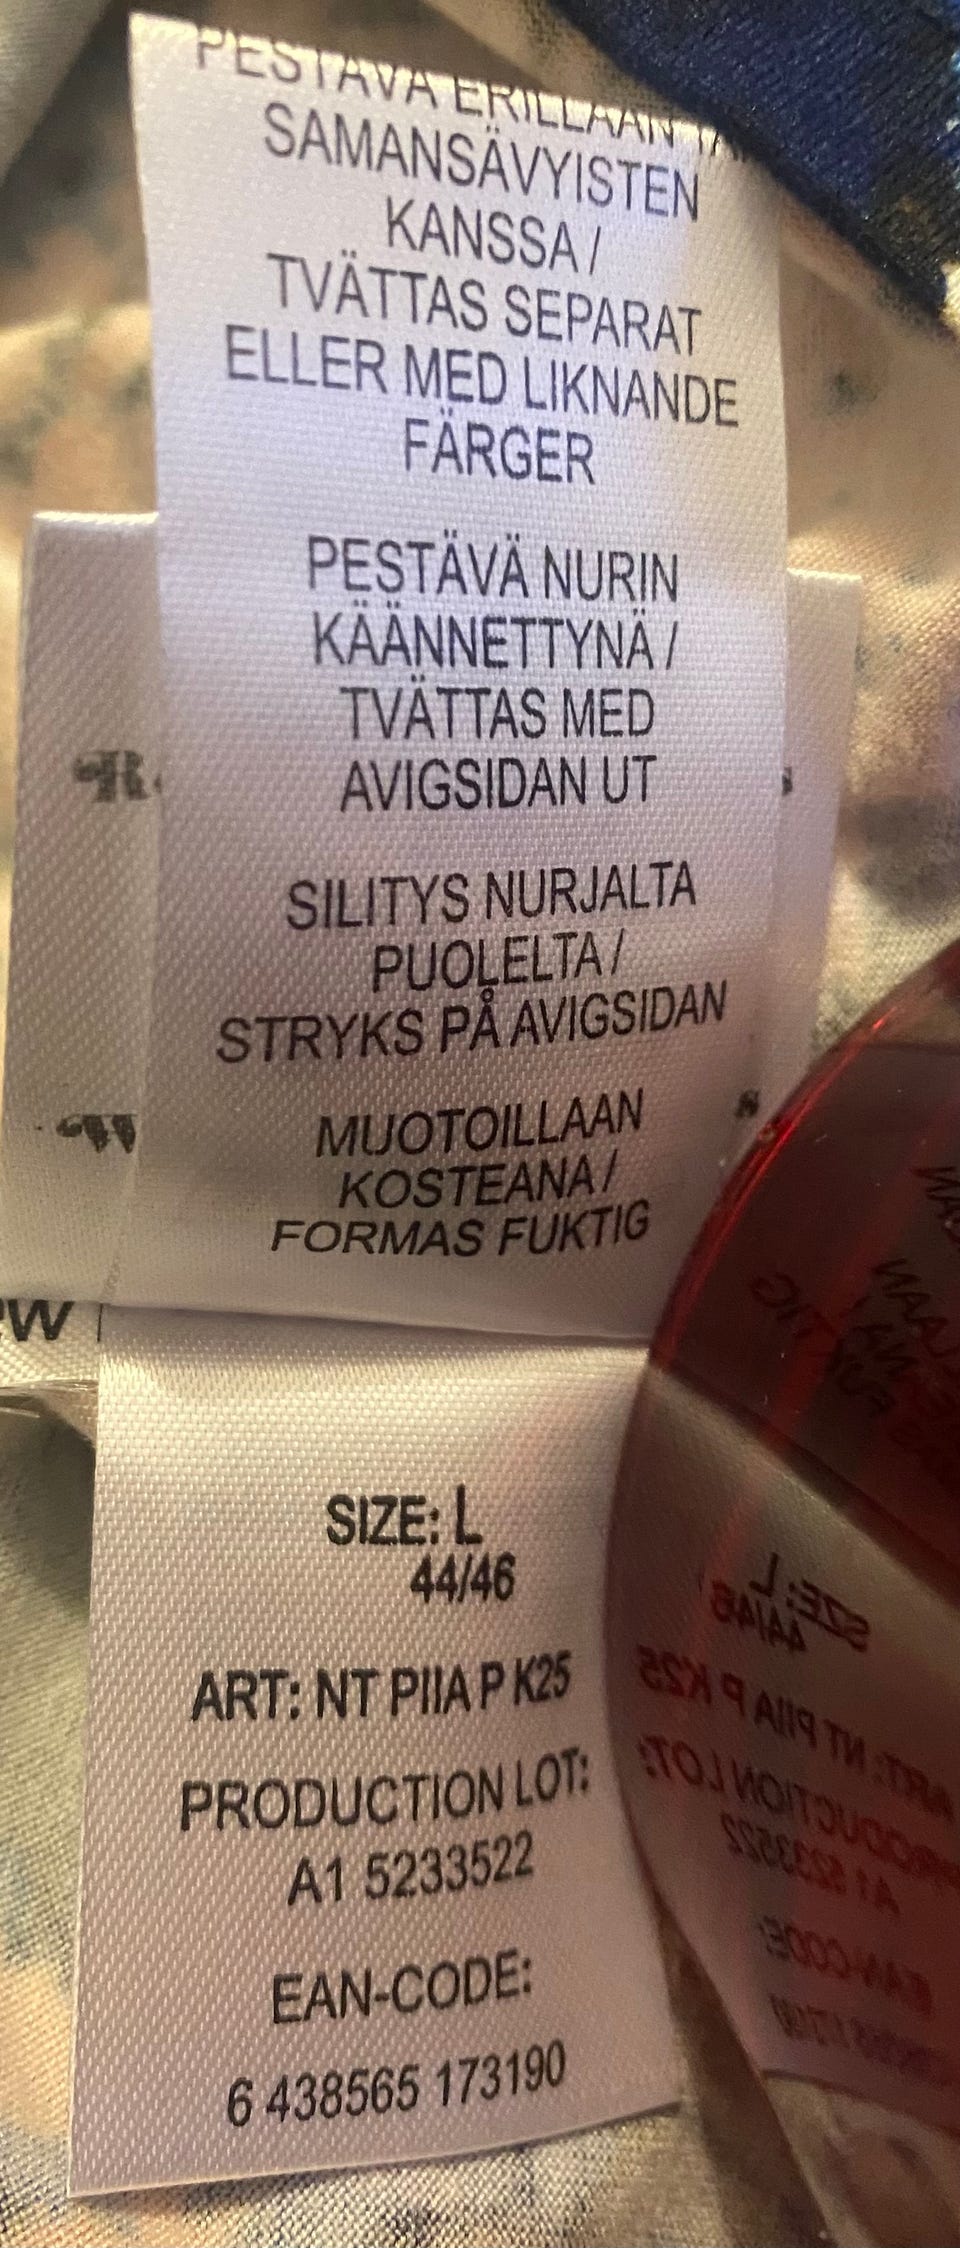 PESTÄVÄ ERILLÄÄN
SAMANSÄVYISTEN
KANSSA /
TVÄTTAS SEPARAT
ELLER MED LIKNANDE
FÄRGER
PESTÄVÄ NURIN
KÄÄNNETTYNÄ /
TVÄTTAS MED
AVIGSIDAN UT
SILITYS NURJALTA
PUOLELTA /
STRYKS PÅ AVIGSIDAN
MUOTOILLAAN
KOSTEANA /
FORMAS FUKTIG
SIZE: L
44/46
ART: NT PIIA P K25
PRODUCTION LOT:
A1 5233522
EAN-CODE:
6 438565 173190